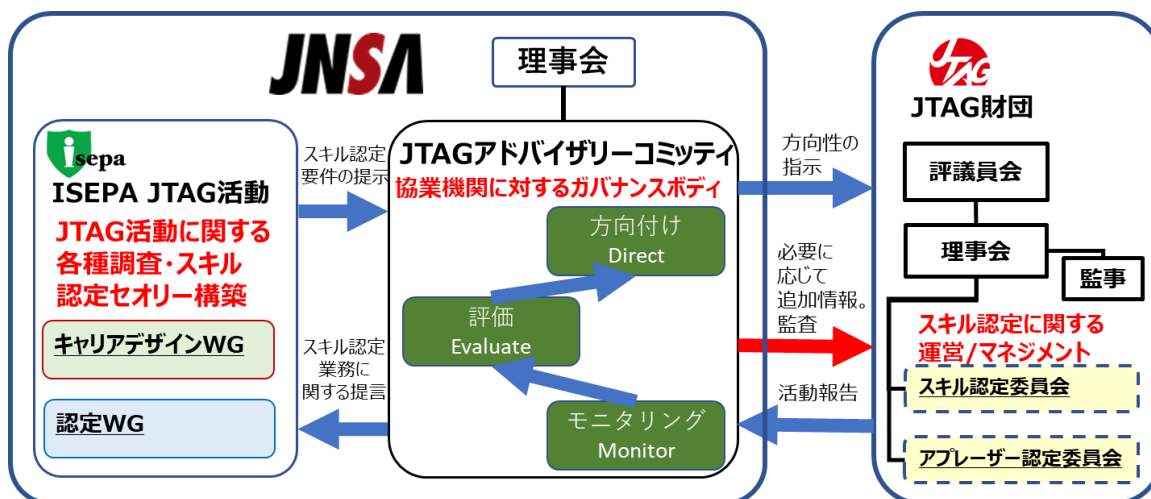 JNSA
理事会
isepa
ISEPA JTAG活動
JTAG活動に関する
各種調査・スキル
認定セオリー構築
キャリアデザインWG
認定WG
スキル認定
要件の提示
スキル認定
業務に
関する提言
JTAGアドバイザリーコミッティ
協業機関に対するガバナンスボディ
方向付け
Direct
評価
Evaluate
モニタリング
Monitor
方向性の
指示
必要に
応じて
追加情報。
監査
活動報告
JTAG
JTAG財団
評議員会
理事会
監事
スキル認定に関する
運営/マネジメント
スキル認定委員会
アプレーザー認定委員会